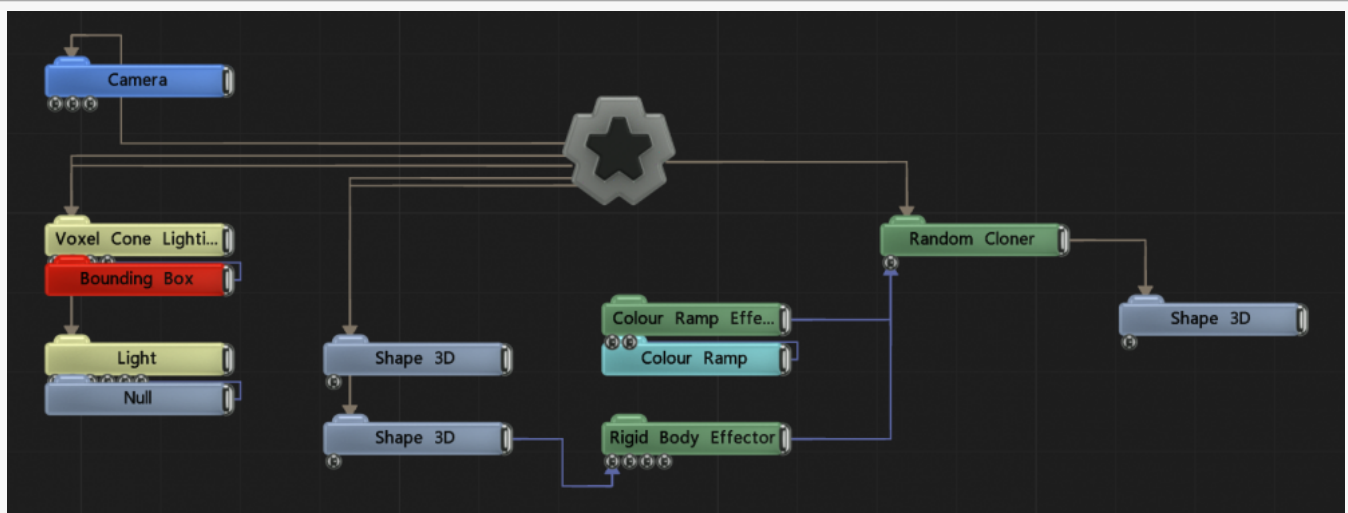 Camera
Voxel Cone Lighti...
Random Cloner
Bounding Box
Colour Ramp Effe...
Shape 3D
Light
Shape 3D
Colour Ramp
Null
Shape 3D
Rigid Body Effector